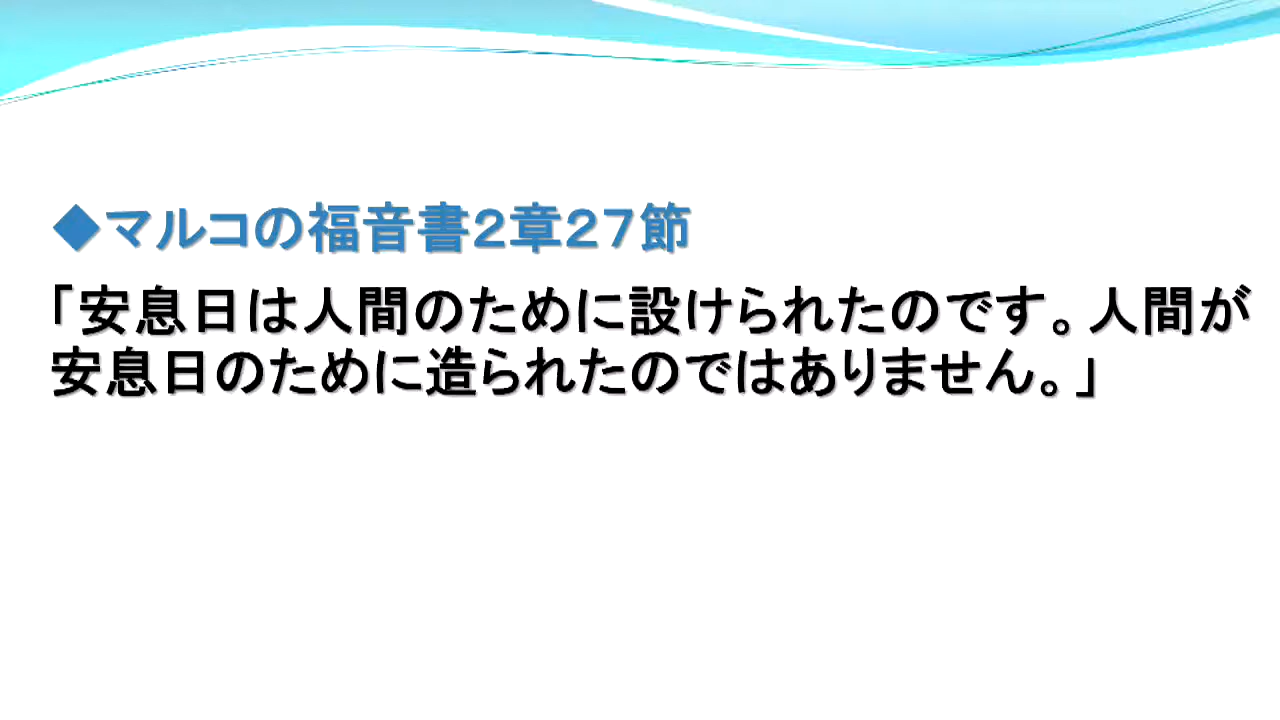 ◆マルコの福音書２章２７節
「安息日は人間のために設けられたのです。人間が
安息日のために造られたのではありません。」